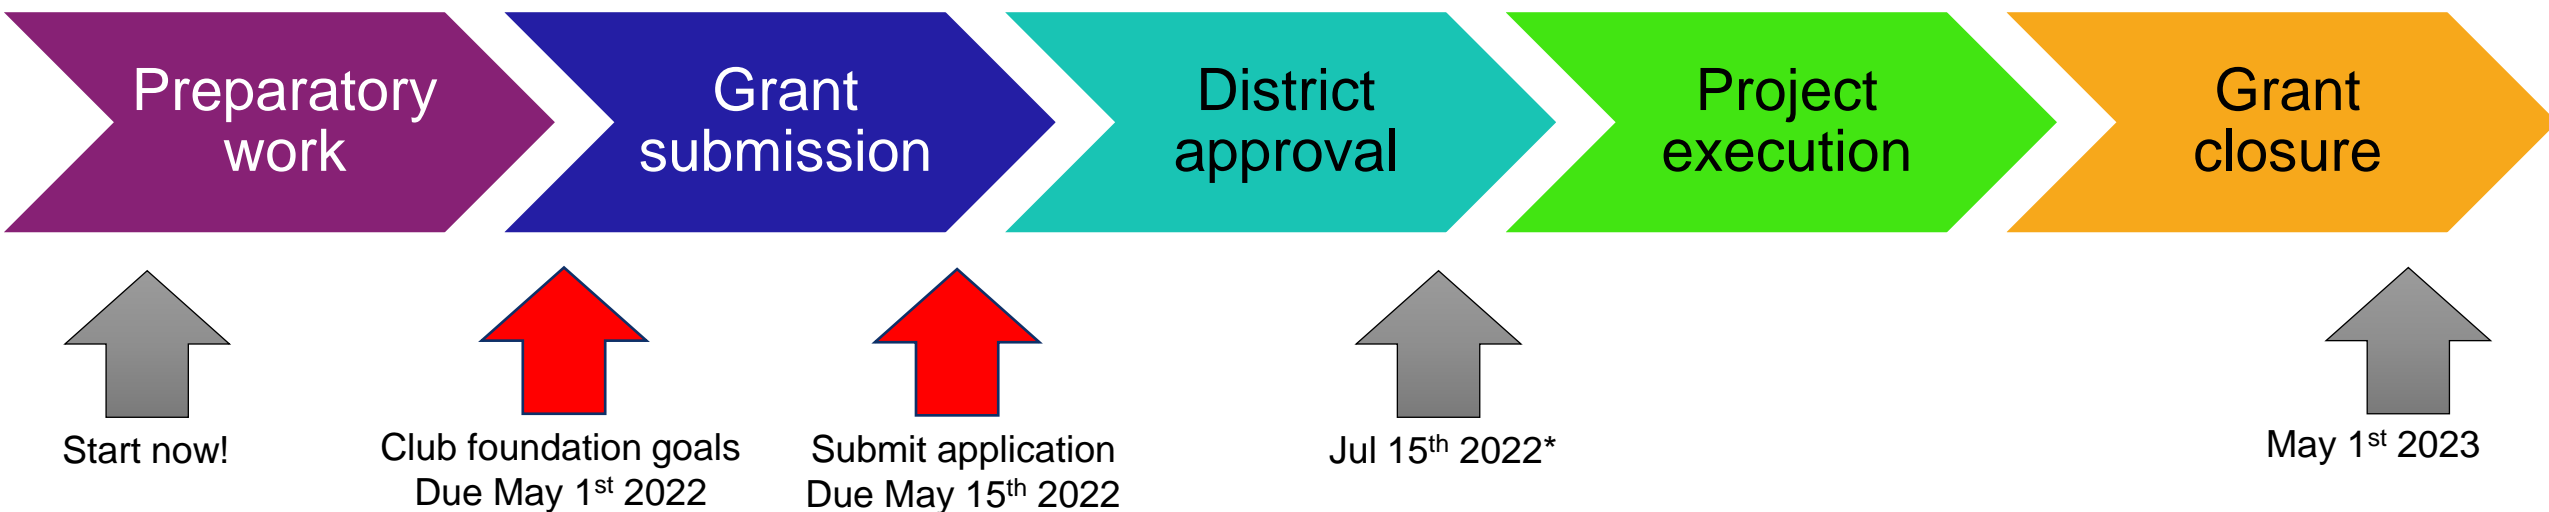 Preparatory
work
Grant
submission
District
approval
Project
execution
Grant
closure
Start now!
Club foundation goals
Due May 1st 2022
Submit application
Due May 15th 2022
Jul 15th 2022*
May 1st 2023